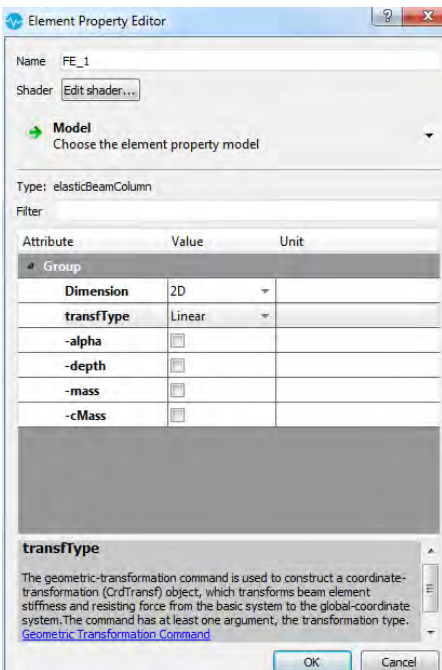 Element Property Editor
Name FE_1
Shader Edit shader...
Model
Choose the element property model
Type: elasticBeamColumn
Filter
Attribute Value Unit
Group
Dimension 2D
transfType Linear
-alpha
-depth
-mass
-cMass
transfType
The geometric-transformation command is used to construct a coordinate-
transformation (CrdTransf) object, which transforms beam element
stiffness and resisting force from the basic system to the global-coordinate
system.The command has at least one argument, the transformation type.
Geometric Transformation Command
OK Cancel